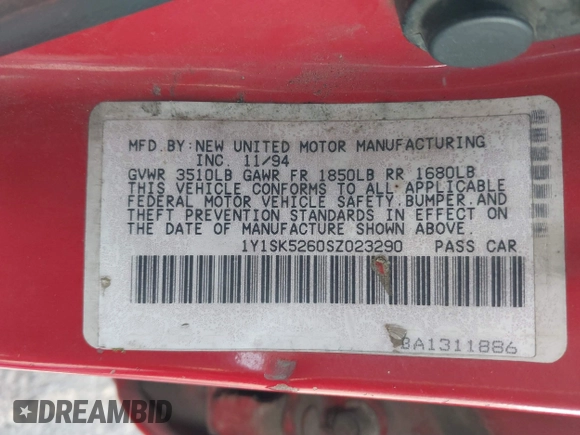 MFD.BY:NEW UNITED MOTOR MANUFACTURING
INC. 11/94
GVWR 3510LB GAWR FR 1850LB RR 1680LB
THIS VEHICLE CONFORMS TO ALL APPLICABLE
FEDERAL MOTOR VEHICLE SAFETY.BUMPER.AND
THEFT PREVENTION STANDARDS IN EFFECT ON
THE DATE OF MANUFACTURE SHOWN ABOVE.
1Y1SK5260SZ023290 PASS CAR
BA1311886
DREAMBID